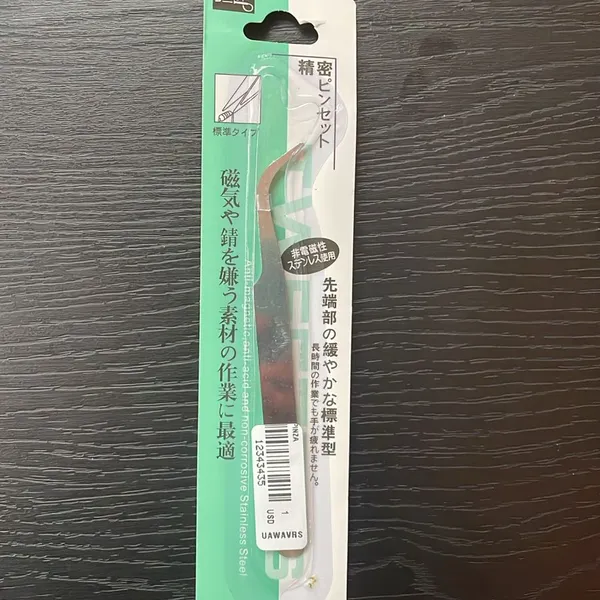 精密ピンセット
標準タイプ
磁気や錆を嫌う素材の作業に最適
Anti-magnetic, Anti-acid and non-corrosive Stainless Steel
非電磁性
ステンレス使用
先端部の緩やかな標準型
長時間の作業でも手が疲れません。
PINZA
12343435
1
USD
UAWAVRS